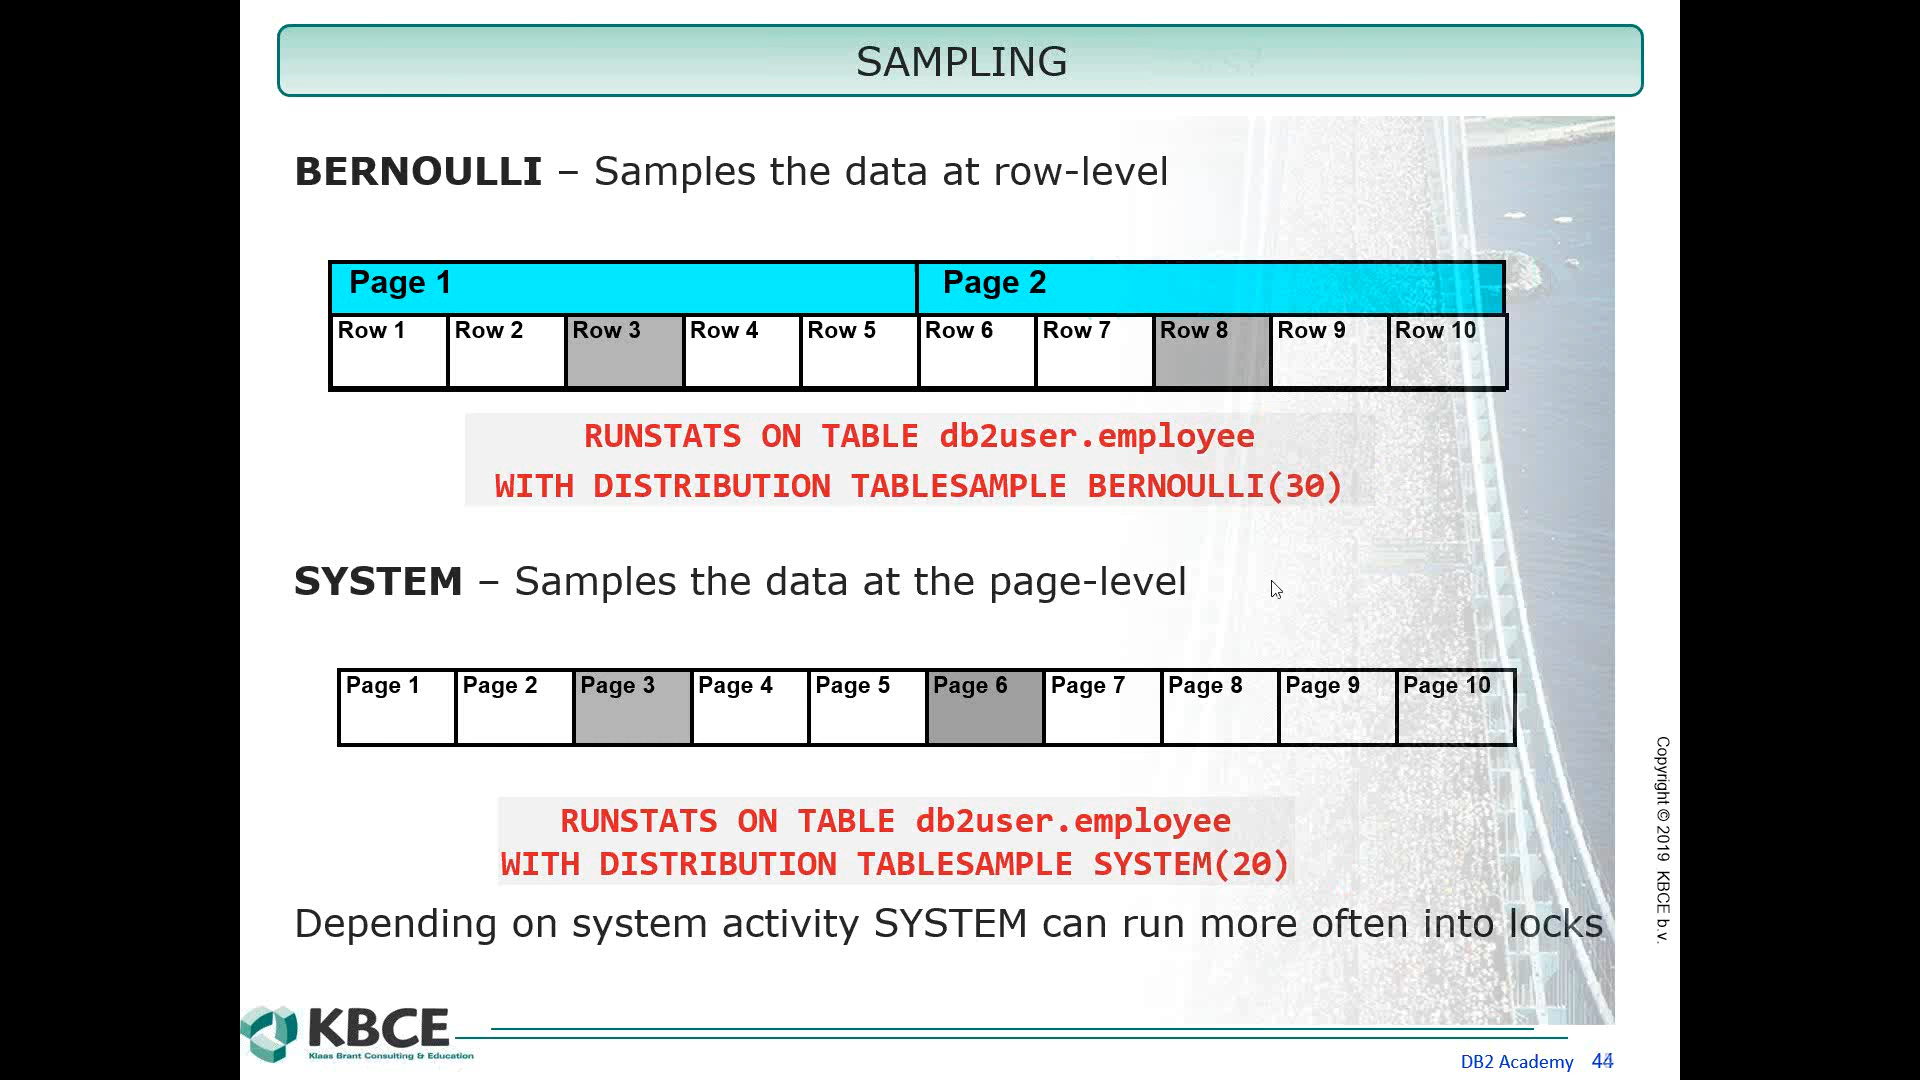 SAMPLING
BERNOULLI – Samples the data at row-level
Page 1 Page 2
Row 1 Row 2 Row 3 Row 4 Row 5 Row 6 Row 7 Row 8 Row 9 Row 10
RUNSTATS ON TABLE db2user.employee
WITH DISTRIBUTION TABLESAMPLE BERNOULLI(30)
SYSTEM – Samples the data at the page-level
Page 1 Page 2 Page 3 Page 4 Page 5 Page 6 Page 7 Page 8 Page 9 Page 10
RUNSTATS ON TABLE db2user.employee
WITH DISTRIBUTION TABLESAMPLE SYSTEM(20)
Depending on system activity SYSTEM can run more often into locks
Copyright © 2019 KBCE b.v.
KBCE
Klaas Brant Consulting & Education
DB2 Academy 44